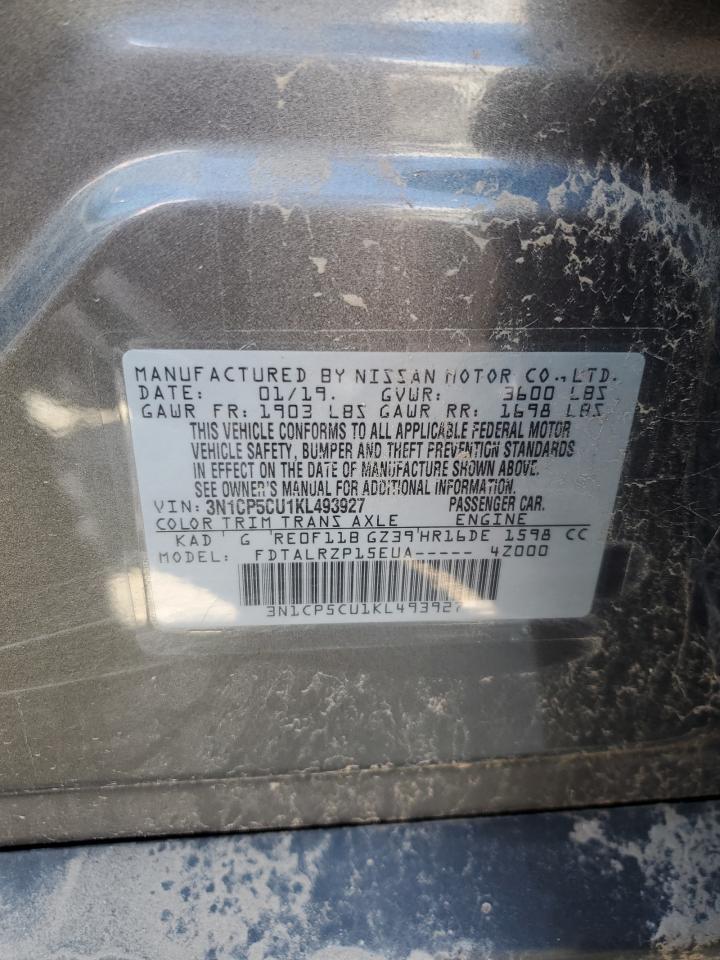 MANUFACTURED BY NISSAN MOTOR CO., LTD.
DATE: 01/19. GVWR: 3600 LBS
GAWR FR: 1903 LBS GAWR RR: 1698 LBS
THIS VEHICLE CONFORMS TO ALL APPLICABLE FEDERAL MOTOR
VEHICLE SAFETY, BUMPER AND THEFT PREVENTION STANDARDS
IN EFFECT ON THE DATE OF MANUFACTURE SHOWN ABOVE.
SEE OWNER'S MANUAL FOR ADDITIONAL INFORMATION.
VIN: 3N1CP5CU1KL493927 PASSENGER CAR.
COLOR TRIM TRANS AXLE ENGINE
KAD G RE0F11B GZ39 HR16DE 1598 CC
MODEL: FDTALRZP15EUA----- 4Z000
3N1CP5CU1KL493927